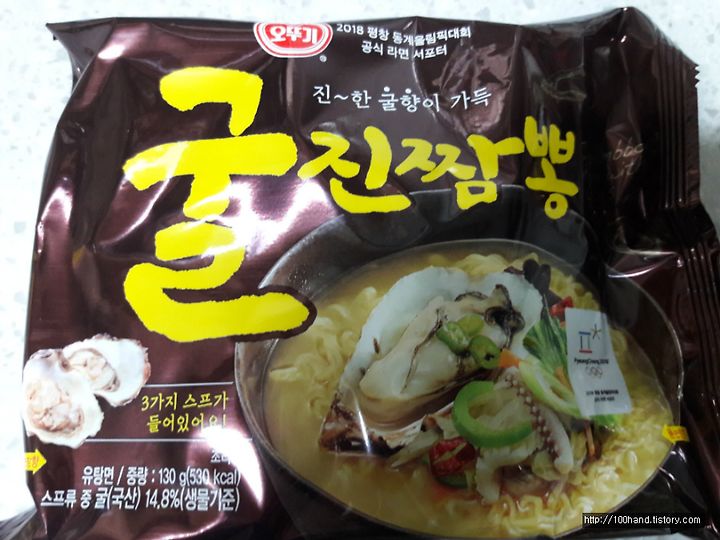 오뚜기
2018 평창 동계올림픽대회
공식 라면 서포터
진~한 굴향이 가득
굴진짬뽕
3가지 스프가
들어있어요!
유탕면 / 중량 : 130 g(530 kcal)
스프류 중 굴(국산) 14.8%(생물기준)
PyeongChang 2018
http://100hand.tistory.com